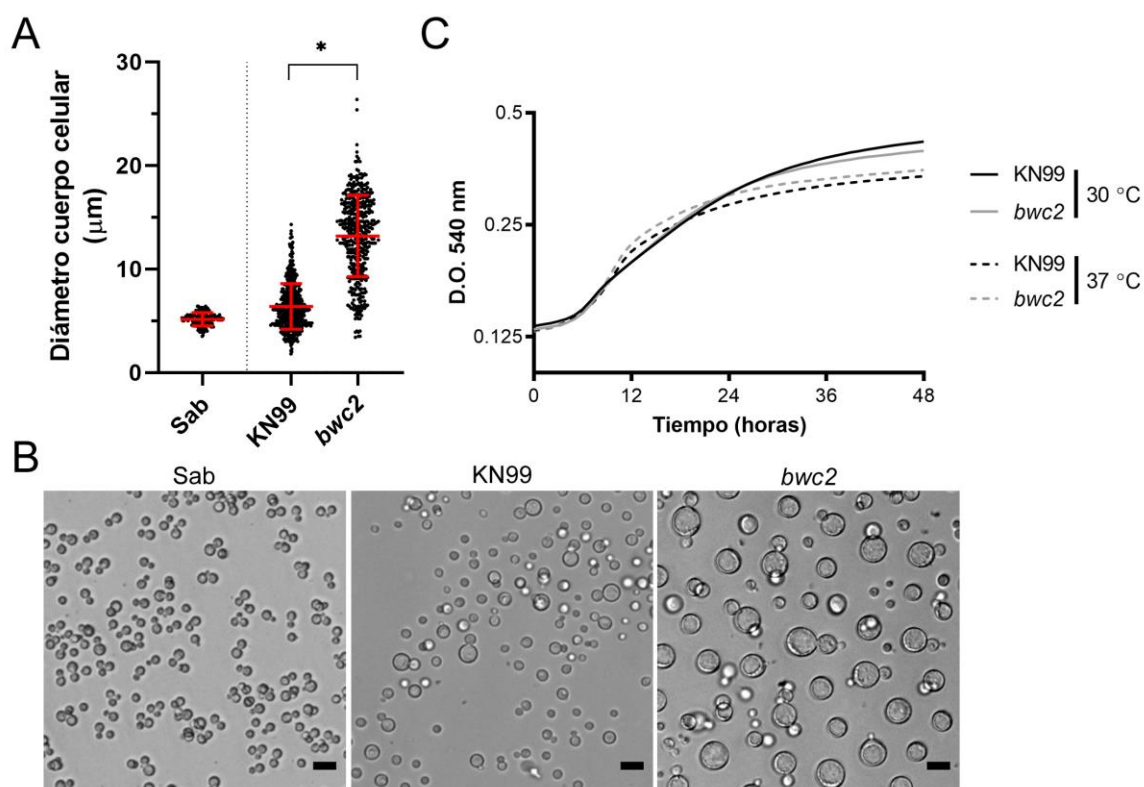 A
Diámetro cuerpo celular
(µm)
30
20
10
0
*
Sab
KN99
bwc2
C
D.O. 540 nm
0.5
0.25
0.125
0
12
24
36
48
Tiempo (horas)
KN99
bwc2
30 °C
KN99
bwc2
37 °C
B
Sab
KN99
bwc2